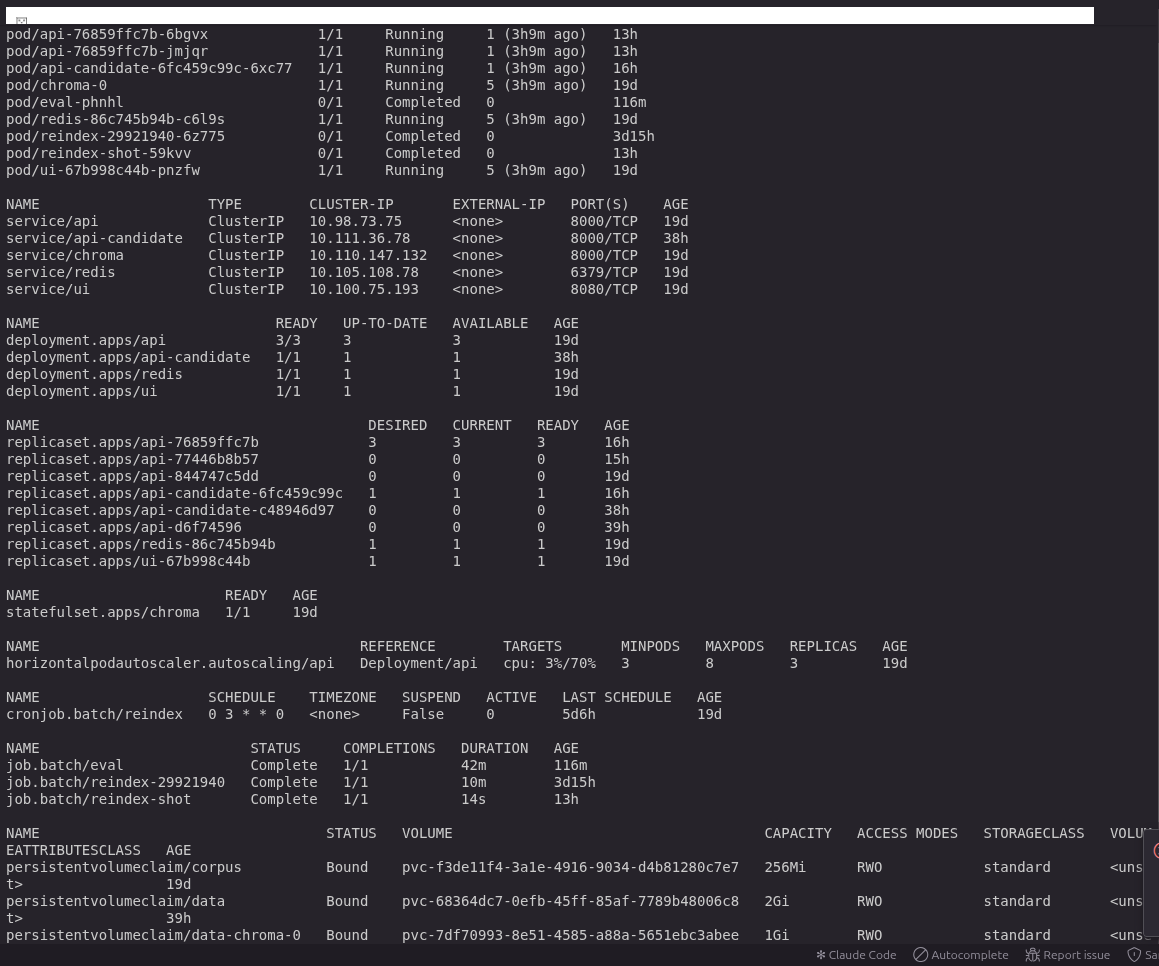 pod/api-76859ffc7b-6bgvx 1/1 Running 1 (3h9m ago) 13h
pod/api-76859ffc7b-jmjqr 1/1 Running 1 (3h9m ago) 13h
pod/api-candidate-6fc459c99c-6xc77 1/1 Running 1 (3h9m ago) 16h
pod/chroma-0 1/1 Running 5 (3h9m ago) 19d
pod/eval-phnhl 0/1 Completed 0 116m
pod/redis-86c745b94b-c6l9s 1/1 Running 5 (3h9m ago) 19d
pod/reindex-29921940-6z775 0/1 Completed 0 3d15h
pod/reindex-shot-59kvv 0/1 Completed 0 13h
pod/ui-67b998c44b-pnzfw 1/1 Running 5 (3h9m ago) 19d
NAME TYPE CLUSTER-IP EXTERNAL-IP PORT(S) AGE
service/api ClusterIP 10.98.73.75 <none> 8000/TCP 19d
service/api-candidate ClusterIP 10.111.36.78 <none> 8000/TCP 38h
service/chroma ClusterIP 10.110.147.132 <none> 8000/TCP 19d
service/redis ClusterIP 10.105.108.78 <none> 6379/TCP 19d
service/ui ClusterIP 10.100.75.193 <none> 8080/TCP 19d
NAME READY UP-TO-DATE AVAILABLE AGE
deployment.apps/api 3/3 3 3 19d
deployment.apps/api-candidate 1/1 1 1 38h
deployment.apps/redis 1/1 1 1 19d
deployment.apps/ui 1/1 1 1 19d
NAME DESIRED CURRENT READY AGE
replicaset.apps/api-76859ffc7b 3 3 3 16h
replicaset.apps/api-77446b8b57 0 0 0 15h
replicaset.apps/api-844747c5dd 0 0 0 19d
replicaset.apps/api-candidate-6fc459c99c 1 1 1 16h
replicaset.apps/api-candidate-c48946d97 0 0 0 38h
replicaset.apps/api-d6f74596 0 0 0 39h
replicaset.apps/redis-86c745b94b 1 1 1 19d
replicaset.apps/ui-67b998c44b 1 1 1 19d
NAME READY AGE
statefulset.apps/chroma 1/1 19d
NAME REFERENCE TARGETS MINPODS MAXPODS REPLICAS AGE
horizontalpodautoscaler.autoscaling/api Deployment/api cpu: 3%/70% 3 8 3 19d
NAME SCHEDULE TIMEZONE SUSPEND ACTIVE LAST SCHEDULE AGE
cronjob.batch/reindex 0 3 * * 0 <none> False 0 5d6h 19d
NAME STATUS COMPLETIONS DURATION AGE
job.batch/eval Complete 1/1 42m 116m
job.batch/reindex-29921940 Complete 1/1 10m 3d15h
job.batch/reindex-shot Complete 1/1 14s 13h
NAME STATUS VOLUME CAPACITY ACCESS MODES STORAGECLASS VOLU
EATTRIBUTESCLASS AGE
persistentvolumeclaim/corpus Bound pvc-f3de11f4-3a1e-4916-9034-d4b81280c7e7 256Mi RWO standard <uns
t> 19d
persistentvolumeclaim/data Bound pvc-68364dc7-0efb-45ff-85af-7789b48006c8 2Gi RWO standard <uns
t> 39h
persistentvolumeclaim/data-chroma-0 Bound pvc-7df70993-8e51-4585-a88a-5651ebc3abee 1Gi RWO standard <uns
Claude Code Autocomplete Report issue Sa